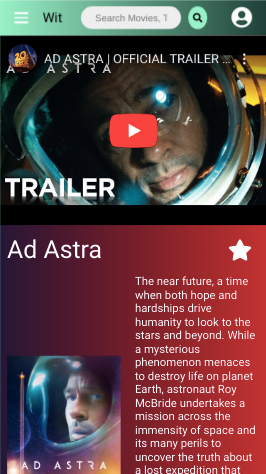 Wit
Search Movies, T
AD ASTRA | OFFICIAL TRAILER ...
AD ASTRA
TRAILER
Ad Astra
The near future, a time
when both hope and
hardships drive
humanity to look to the
stars and beyond. While
a mysterious
phenomenon menaces
to destroy life on planet
Earth, astronaut Roy
McBride undertakes a
mission across the
immensity of space and
its many perils to
uncover the truth about
a lost expedition that
AD ASTRA